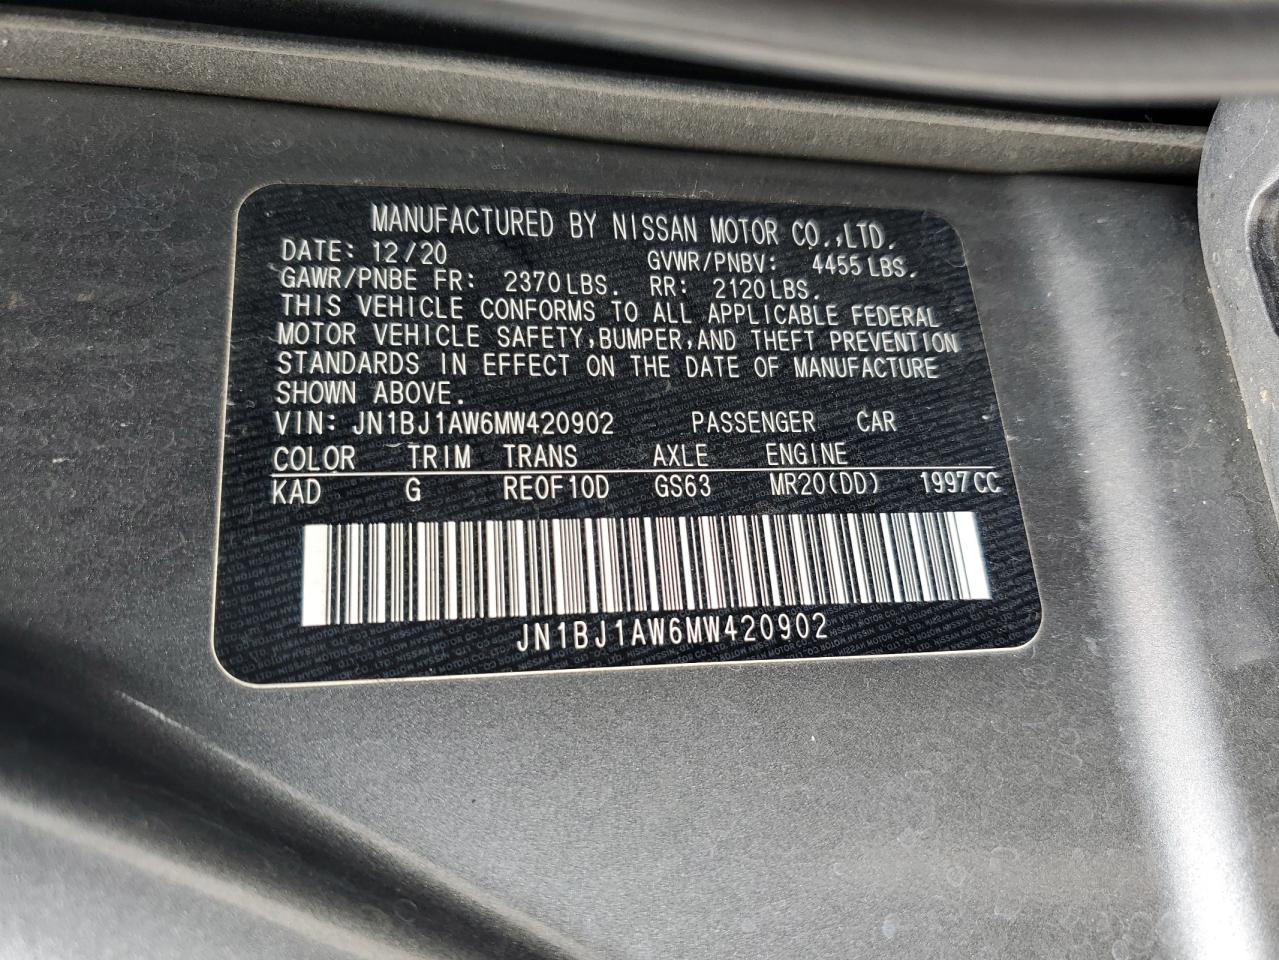 MANUFACTURED BY NISSAN MOTOR CO.,LTD.
DATE: 12/20 GVWR/PNBV: 4455 LBS.
GAWR/PNBE FR: 2370 LBS. RR: 2120 LBS.
THIS VEHICLE CONFORMS TO ALL APPLICABLE FEDERAL
MOTOR VEHICLE SAFETY,BUMPER,AND THEFT PREVENTION
STANDARDS IN EFFECT ON THE DATE OF MANUFACTURE
SHOWN ABOVE.
VIN: JN1BJ1AW6MW420902 PASSENGER CAR
COLOR TRIM TRANS AXLE ENGINE
KAD G RE0F10D GS63 MR20(DD) 1997CC
JN1BJ1AW6MW420902